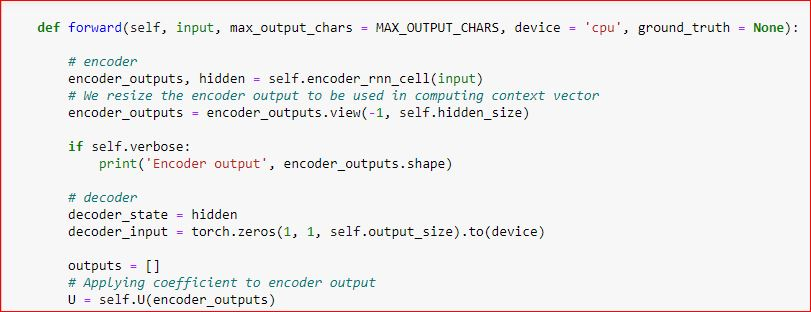 def forward(self, input, max_output_chars = MAX_OUTPUT_CHARS, device = 'cpu', ground_truth = None):
# encoder
encoder_outputs, hidden = self.encoder_rnn_cell(input)
# We resize the encoder output to be used in computing context vector
encoder_outputs = encoder_outputs.view(-1, self.hidden_size)
if self.verbose:
print('Encoder output', encoder_outputs.shape)
# decoder
decoder_state = hidden
decoder_input = torch.zeros(1, 1, self.output_size).to(device)
outputs = []
# Applying coefficient to encoder output
U = self.U(encoder_outputs)